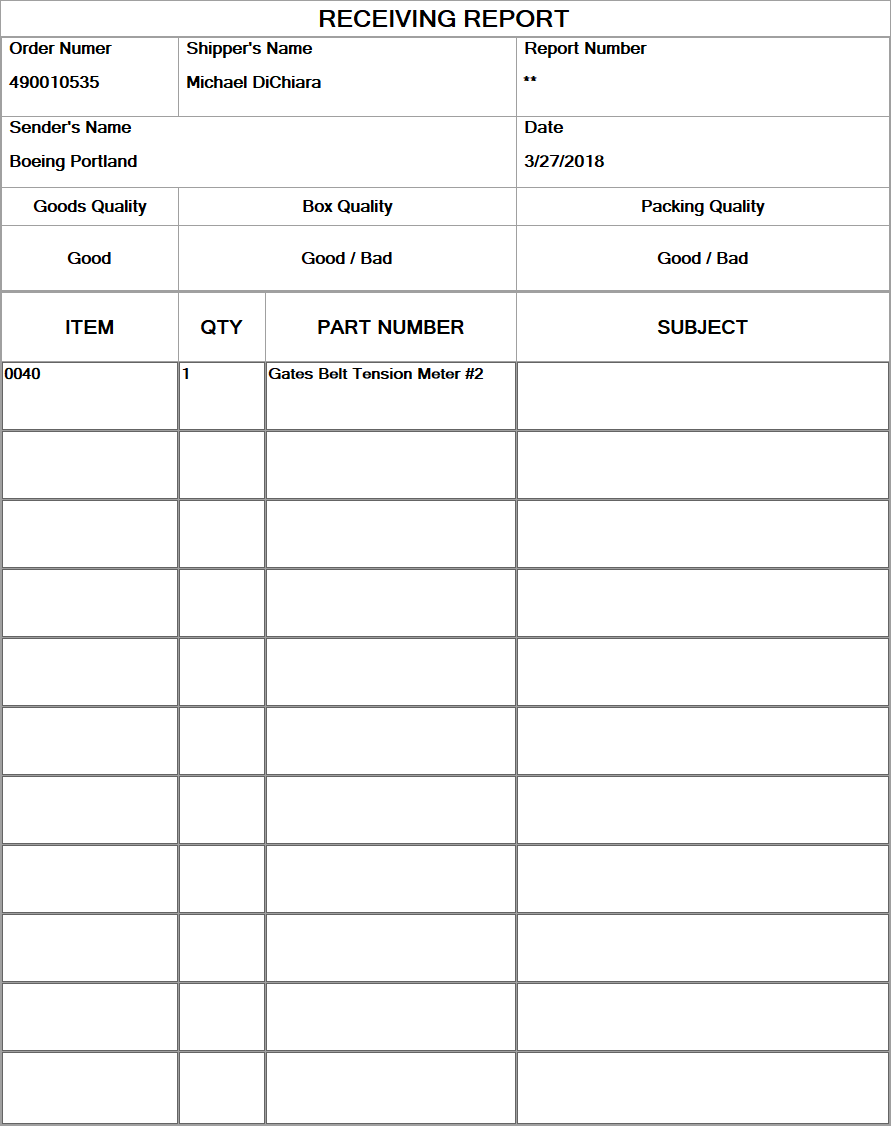 RECEIVING REPORT
Order Numer
Shipper's Name
Report Number
490010535
Michael DiChiara
**
Sender's Name
Date
Boeing Portland
3/27/2018
Goods Quality
Box Quality
Packing Quality
Good
Good / Bad
Good / Bad
ITEM
QTY
PART NUMBER
SUBJECT
0040
1
Gates Belt Tension Meter #2